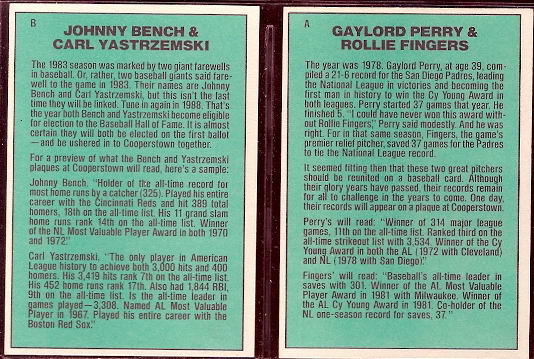 B
JOHNNY BENCH &
CARL YASTRZEMSKI
The 1983 season was marked by two giant farewells
in baseball. Or, rather, two baseball giants said fare-
well to the game in 1983. Their names are Johnny
Bench and Carl Yastrzemski, but this isn't the last
time they will be linked. Tune in again in 1988. That's
the year both Bench and Yastrzemski become eligible
for election to the Baseball Hall of Fame. It is almost
certain they will both be elected on the first ballot
—and be ushered in to Cooperstown together.
For a preview of what the Bench and Yastrzemski
plaques at Cooperstown will read, here's a sample:
Johnny Bench, "Holder of the all-time record for
most home runs by a catcher (325). Played his entire
career with the Cincinnati Reds and hit 389 total
homers, 18th on the all-time list. His 11 grand slam
home runs rank 14th on the all-time list. Winner
of the NL Most Valuable Player Award in both 1970
and 1972."
Carl Yastrzemski, "The only player in American
League history to achieve both 3,000 hits and 400
homers. His 3,419 hits rank 7th on the all-time list.
His 452 home runs rank 17th. Also had 1,844 RBI,
9th on the all-time list. Is the all-time leader in
games played—3,308. Named AL Most Valuable
Player in 1967. Played his entire career with the
Boston Red Sox."
A
GAYLORD PERRY &
ROLLIE FINGERS
The year was 1978. Gaylord Perry, at age 39, com-
piled a 21-6 record for the San Diego Padres, leading
the National League in victories and becoming the
first man in history to win the Cy Young Award in
both leagues. Perry started 37 games that year. He
finished 5. "I could have never won this award with-
out Rollie Fingers," Perry said modestly. And he was
right. For in that same season, Fingers, the game's
premier relief pitcher, saved 37 games for the Padres
to tie the National League record.
It seemed fitting then that these two great pitchers
should be reunited on a baseball card. Although
their glory years have passed, their records remain
for all to challenge in the years to come. One day,
their records will appear on a plaque at Cooperstown.
Perry's will read: "Winner of 314 major league
games, 11th on the all-time list. Ranked third on the
all-time strikeout list with 3,534. Winner of the Cy
Young Award in both the AL (1972 with Cleveland)
and NL (1978 with San Diego)."
Fingers' will read: "Baseball's all-time leader in
saves with 301. Winner of the AL Most Valuable
Player Award in 1981 with Milwaukee. Winner of
the AL Cy Young Award in 1981. Co-holder of the
NL one-season record for saves, 37."